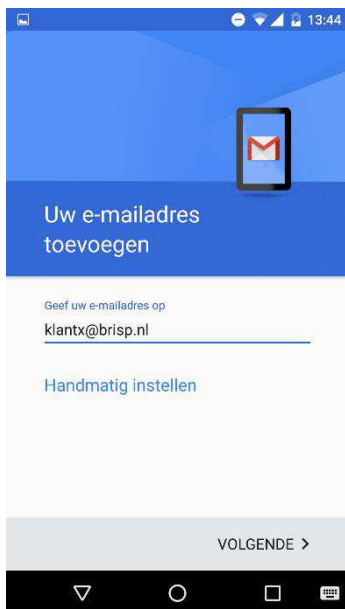 13:44
Uw e-mailadres
toevoegen
Geef uw e-mailadres op
klantx@brisp.nl
Handmatig instellen
VOLGENDE